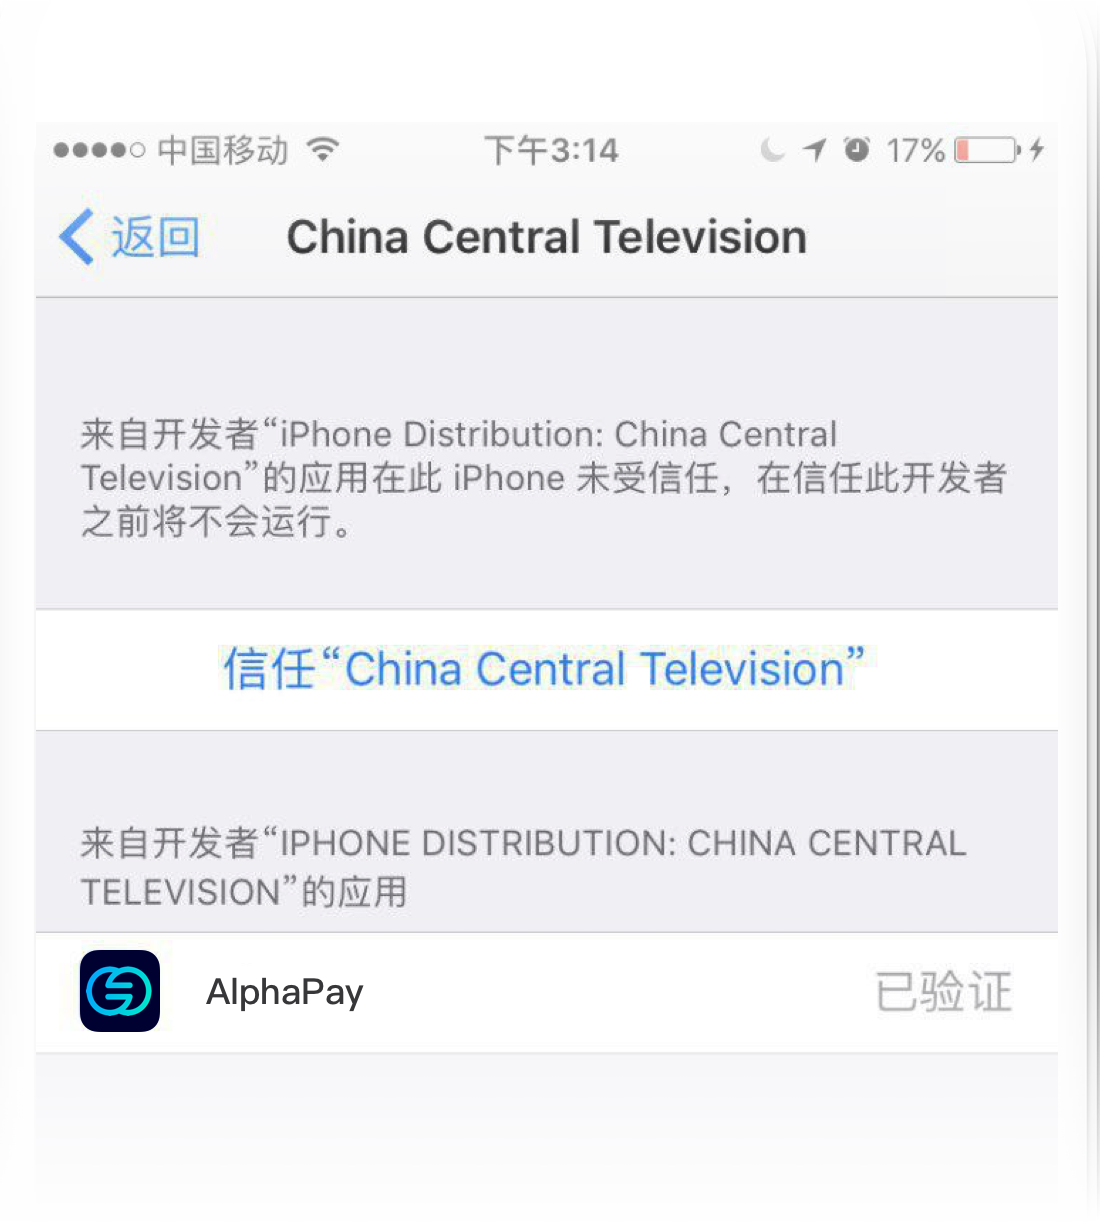 中国移动 下午3:14 17%
返回 China Central Television
来自开发者“iPhone Distribution: China Central
Television”的应用在此 iPhone 未受信任，在信任此开发者
之前将不会运行。
信任“China Central Television”
来自开发者“IPHONE DISTRIBUTION: CHINA CENTRAL
TELEVISION”的应用
AlphaPay 已验证